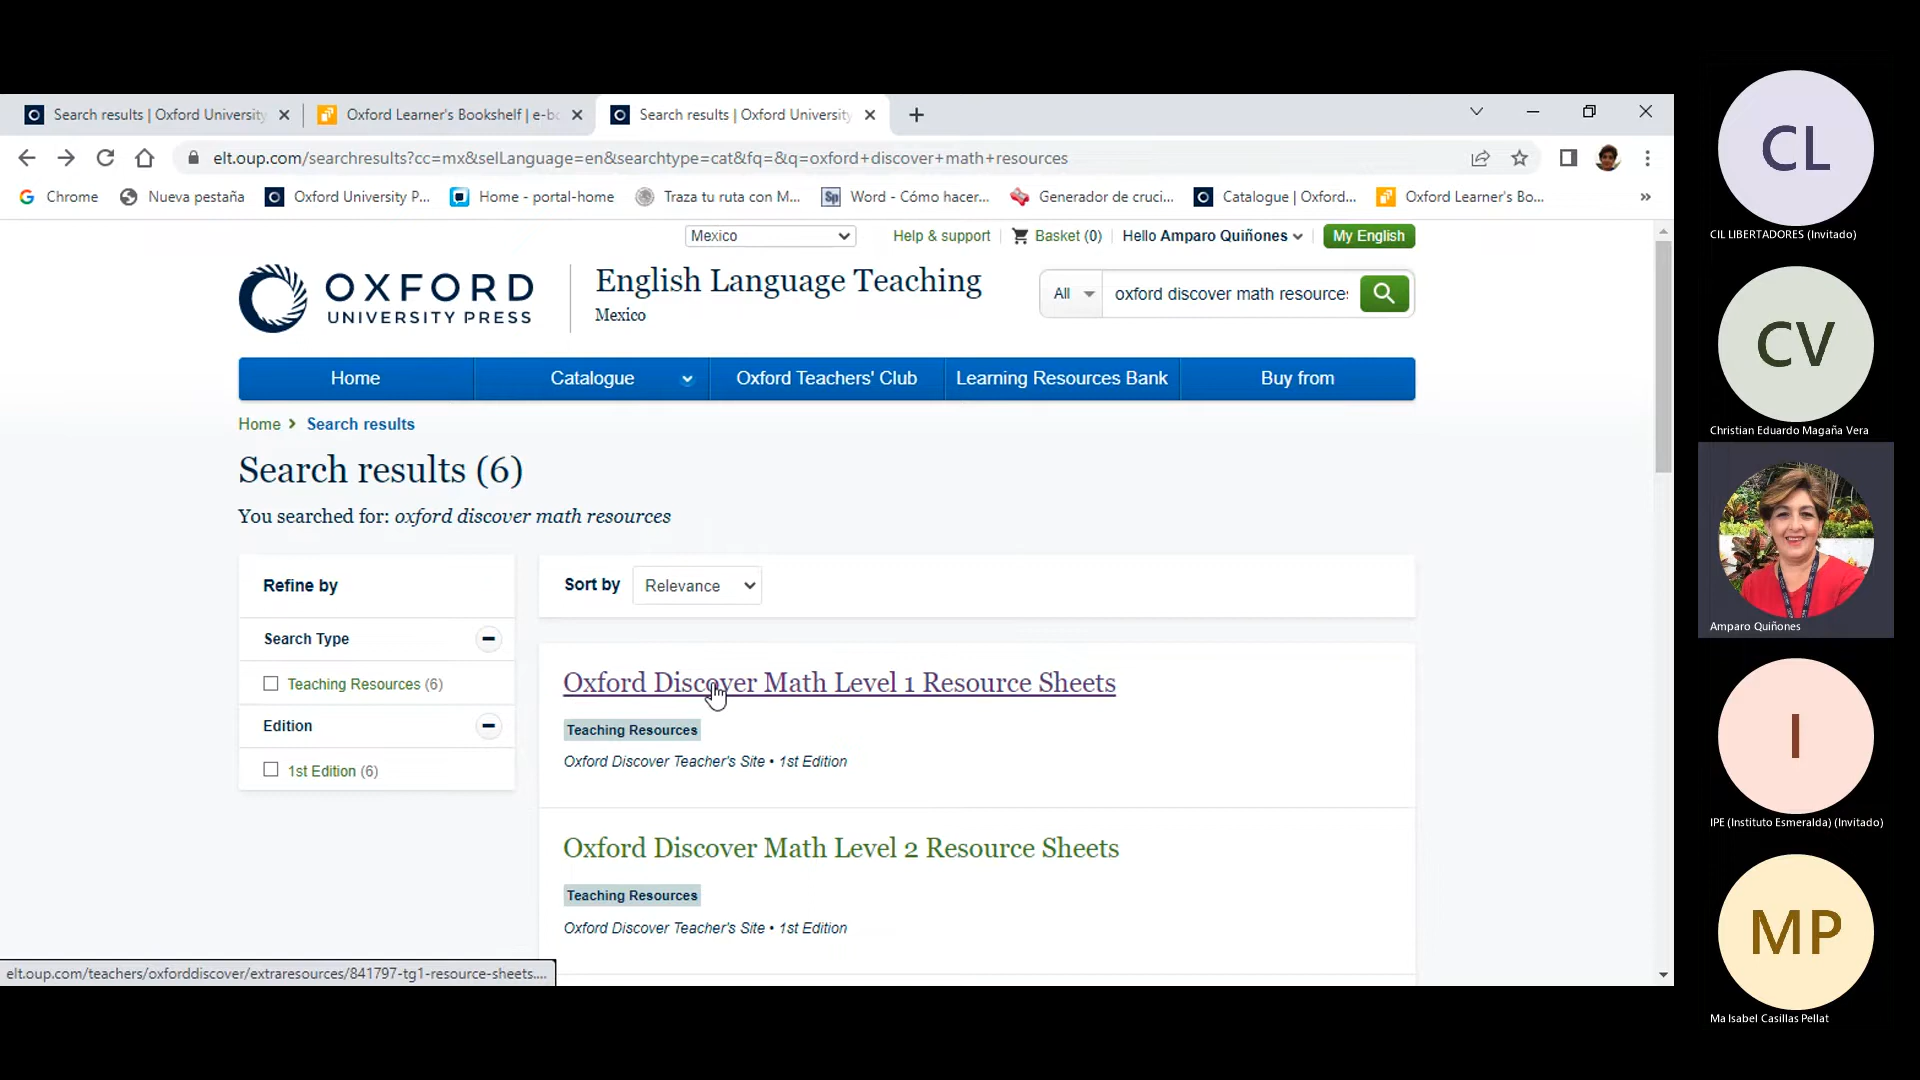 Search results | Oxford University
Oxford Learner's Bookshelf | e-bo
Search results | Oxford University
elt.oup.com/searchresults?cc=mx&selLanguage=en&searchtype=cat&fq=&q=oxford+discover+math+resources
Chrome
Nueva pestaña
Oxford University P...
Home - portal-home
Traza tu ruta con M...
Sp
Word - Cómo hacer...
Generador de cruci...
Catalogue | Oxford...
Oxford Learner's Bo...
»
Mexico
Help & support
Basket (0)
Hello Amparo Quiñones
My English
OXFORD
UNIVERSITY PRESS
English Language Teaching
Mexico
All
oxford discover math resources
Home
Catalogue
Oxford Teachers' Club
Learning Resources Bank
Buy from
Home > Search results
Search results (6)
You searched for: oxford discover math resources
Refine by
Search Type
Teaching Resources (6)
Edition
1st Edition (6)
Sort by
Relevance
Oxford Discover Math Level 1 Resource Sheets
Teaching Resources
Oxford Discover Teacher's Site • 1st Edition
Oxford Discover Math Level 2 Resource Sheets
Teaching Resources
Oxford Discover Teacher's Site • 1st Edition
elt.oup.com/teachers/oxforddiscover/extraresources/841797-tg1-resource-sheets....
CL
CIL LIBERTADORES (Invitado)
CV
Christian Eduardo Magaña Vera
Amparo Quiñones
I
IPE (Instituto Esmeralda) (Invitado)
MP
Ma Isabel Casillas Pellat